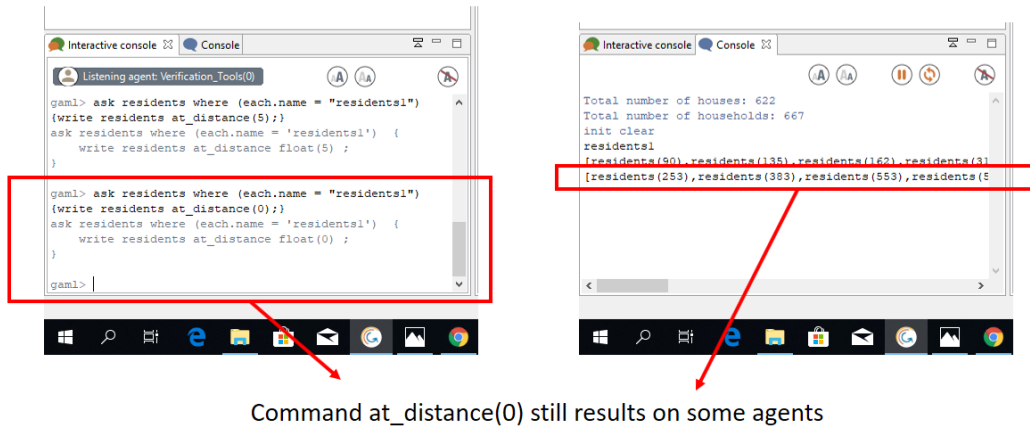 Interactive console
Console
Listening agent: Verification_Tools(0)
gaml> ask residents where (each.name = "residents1")
{write residents at_distance(5);}
ask residents where (each.name = 'residents1')  {
    write residents at_distance float(5) ;
}
gaml> ask residents where (each.name = "residents1")
{write residents at_distance(0);}
ask residents where (each.name = 'residents1')  {
    write residents at_distance float(0) ;
}
gaml>
Interactive console
Console
Total number of houses: 622
Total number of households: 667
init clear
residents1
[residents(90),residents(135),residents(162),residents(31
[residents(253),residents(383),residents(553),residents(5
Command at_distance(0) still results on some agents